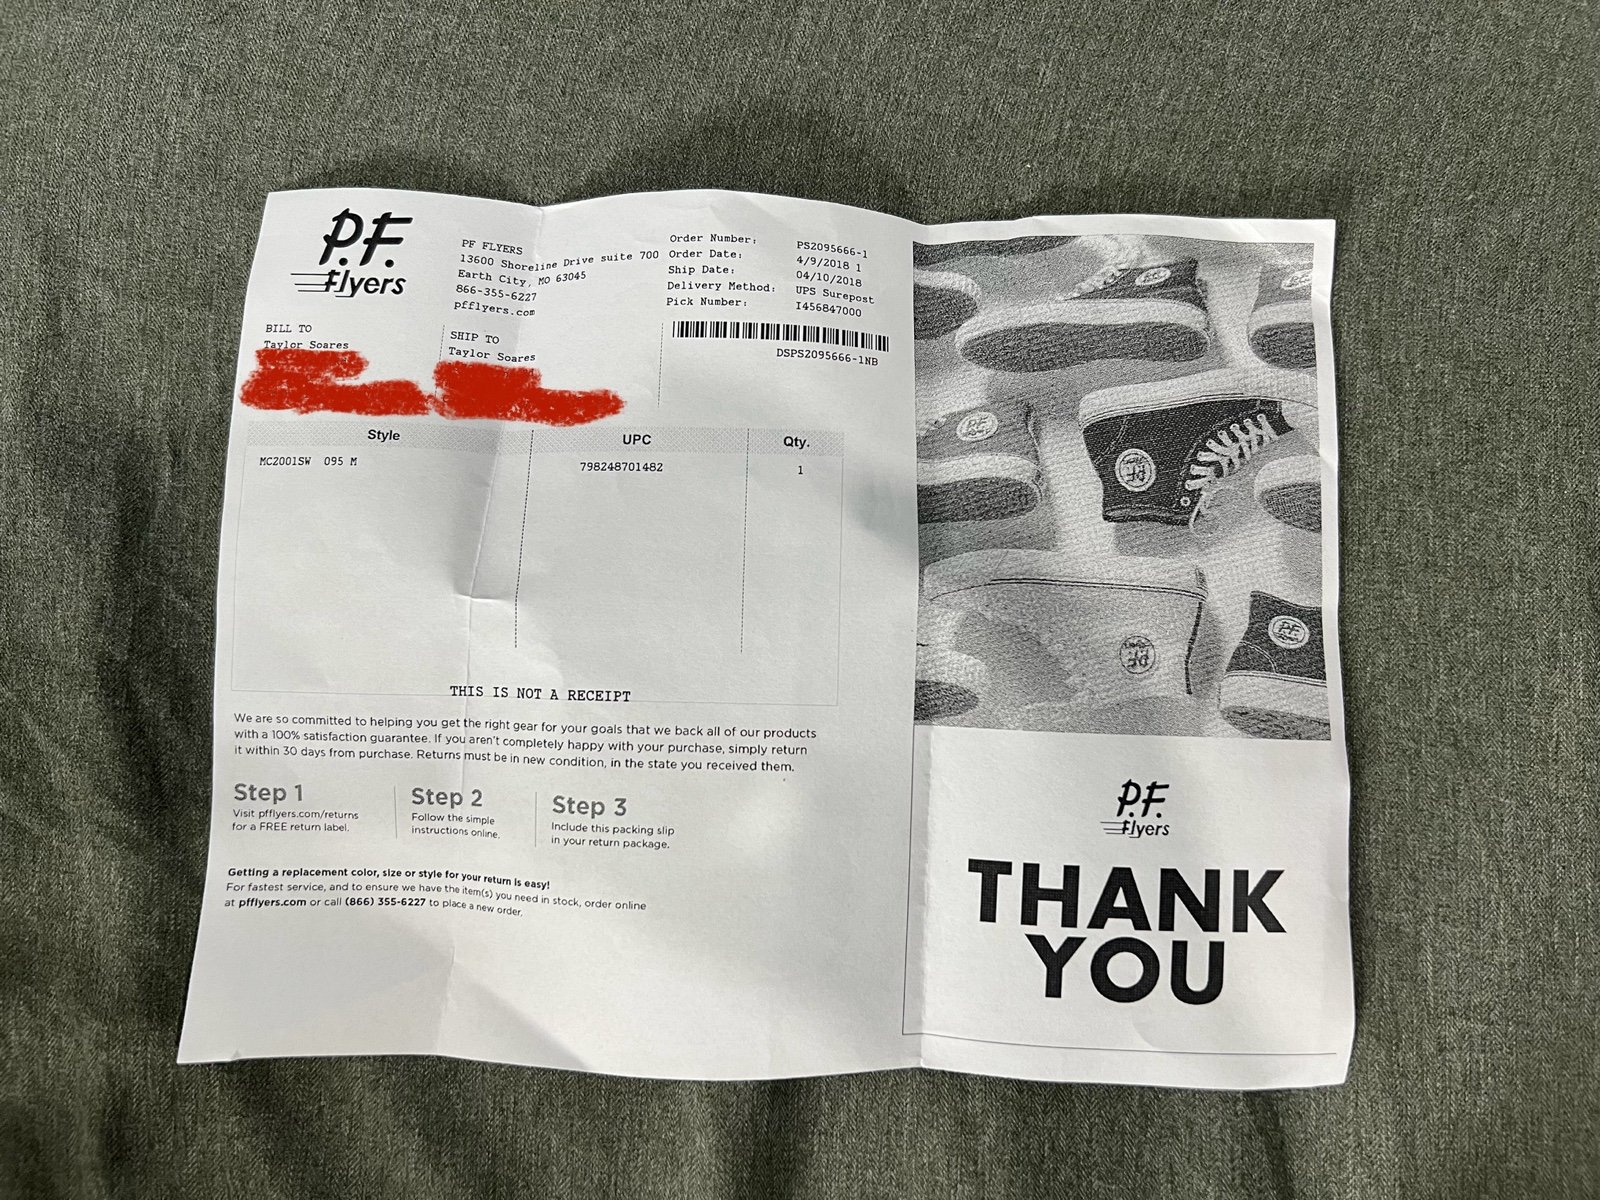 P.F.
Flyers
PF FLYERS
13600 Shoreline Drive suite 700
Earth City, MO 63045
866-355-6227
pfflyers.com
Order Number: PS2095666-1
Order Date: 4/9/2018 1
Ship Date: 04/10/2018
Delivery Method: UPS Surepost
Pick Number: I456847000
DSPS2095666-1NB
BILL TO
Taylor Soares
SHIP TO
Taylor Soares
Style UPC Qty.
MC2001SW 095 M 798248701482 1
THIS IS NOT A RECEIPT
We are so committed to helping you get the right gear for your goals that we back all of our products
with a 100% satisfaction guarantee. If you aren't completely happy with your purchase, simply return
it within 30 days from purchase. Returns must be in new condition, in the state you received them.
Step 1
Visit pfflyers.com/returns
for a FREE return label.
Step 2
Follow the simple
instructions online.
Step 3
Include this packing slip
in your return package.
Getting a replacement color, size or style for your return is easy!
For fastest service, and to ensure we have the item(s) you need in stock, order online
at pfflyers.com or call (866) 355-6227 to place a new order.
PF
PF
P.F.
Flyers
THANK
YOU